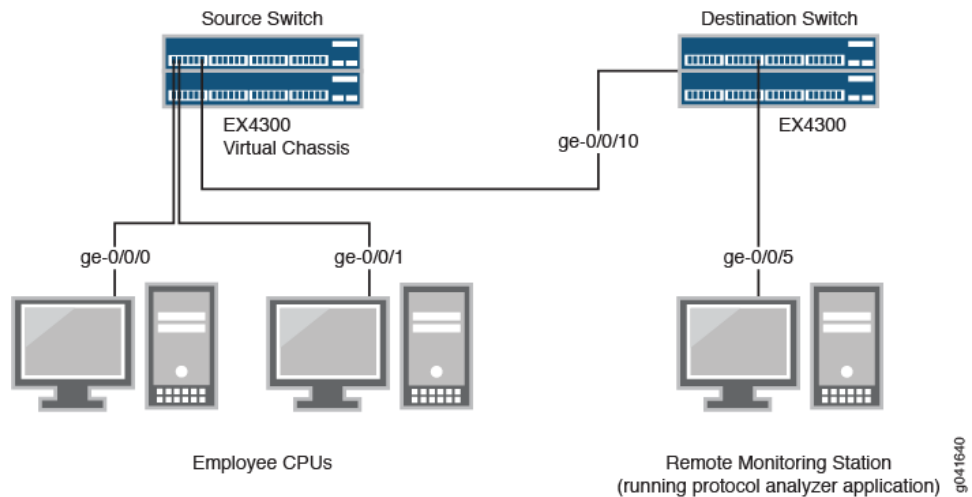 Source Switch
Destination Switch
EX4300
Virtual Chassis
EX4300
ge-0/0/10
ge-0/0/0
ge-0/0/1
ge-0/0/5
Employee CPUs
Remote Monitoring Station
(running protocol analyzer application)
g041640